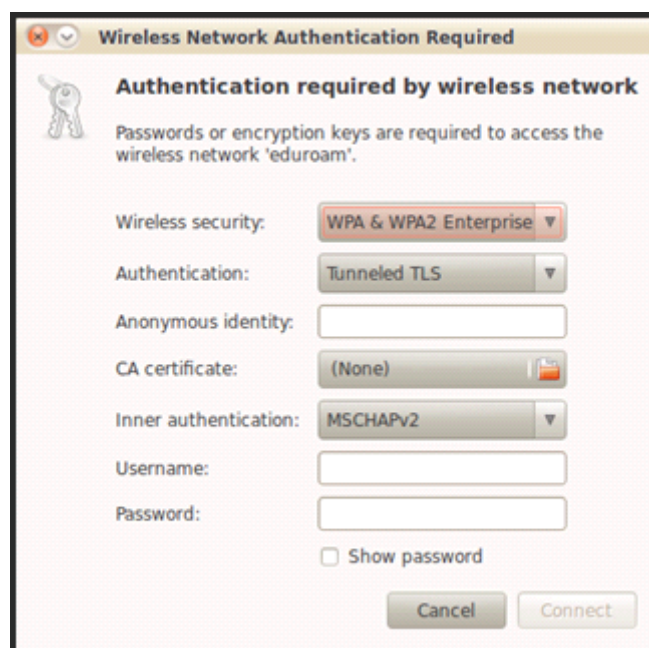 Wireless Network Authentication Required
Authentication required by wireless network
Passwords or encryption keys are required to access the
wireless network 'eduroam'.
Wireless security: WPA & WPA2 Enterprise
Authentication: Tunneled TLS
Anonymous identity:
CA certificate: (None)
Inner authentication: MSCHAPv2
Username:
Password:
Show password
Cancel Connect